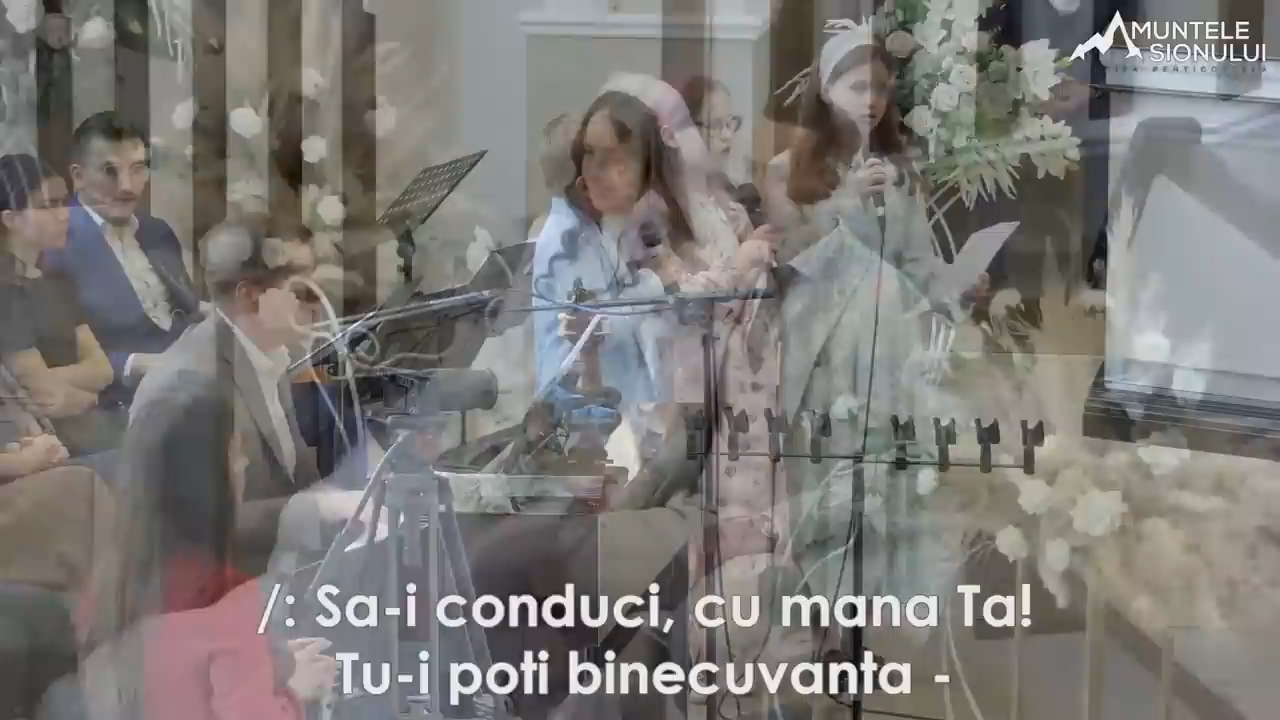 MUNTELE
SIONULUI
/: Sa-i conduci, cu mana Ta!
Tu-i poti binecuvanta -